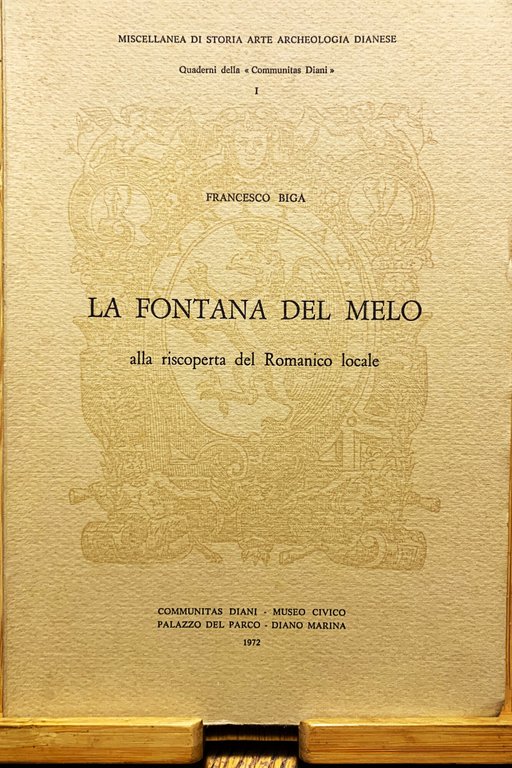 MISCELLANEA DI STORIA ARTE ARCHEOLOGIA DIANESE
Quaderni della « Communitas Diani »
I
FRANCESCO BIGA
LA FONTANA DEL MELO
alla riscoperta del Romanico locale
COMMUNITAS DIANI - MUSEO CIVICO
PALAZZO DEL PARCO - DIANO MARINA
1972